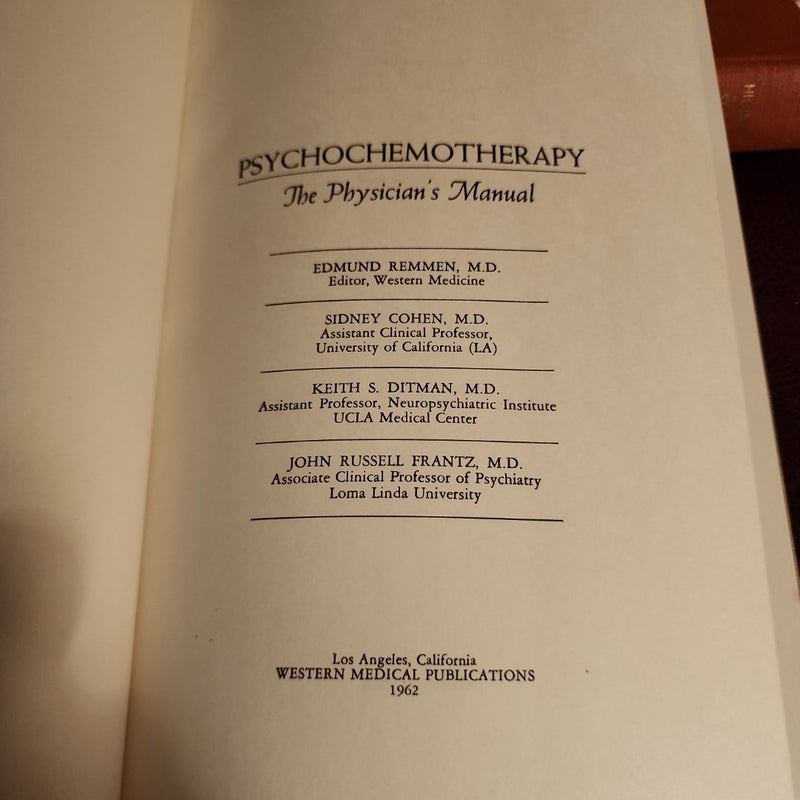 PSYCHOCHEMOTHERAPY
The Physician's Manual
EDMUND REMMEN, M.D.
Editor, Western Medicine
SIDNEY COHEN, M.D.
Assistant Clinical Professor,
University of California (LA)
KEITH S. DITMAN, M.D.
Assistant Professor, Neuropsychiatric Institute
UCLA Medical Center
JOHN RUSSELL FRANTZ, M.D.
Associate Clinical Professor of Psychiatry
Loma Linda University
Los Angeles, California
WESTERN MEDICAL PUBLICATIONS
1962